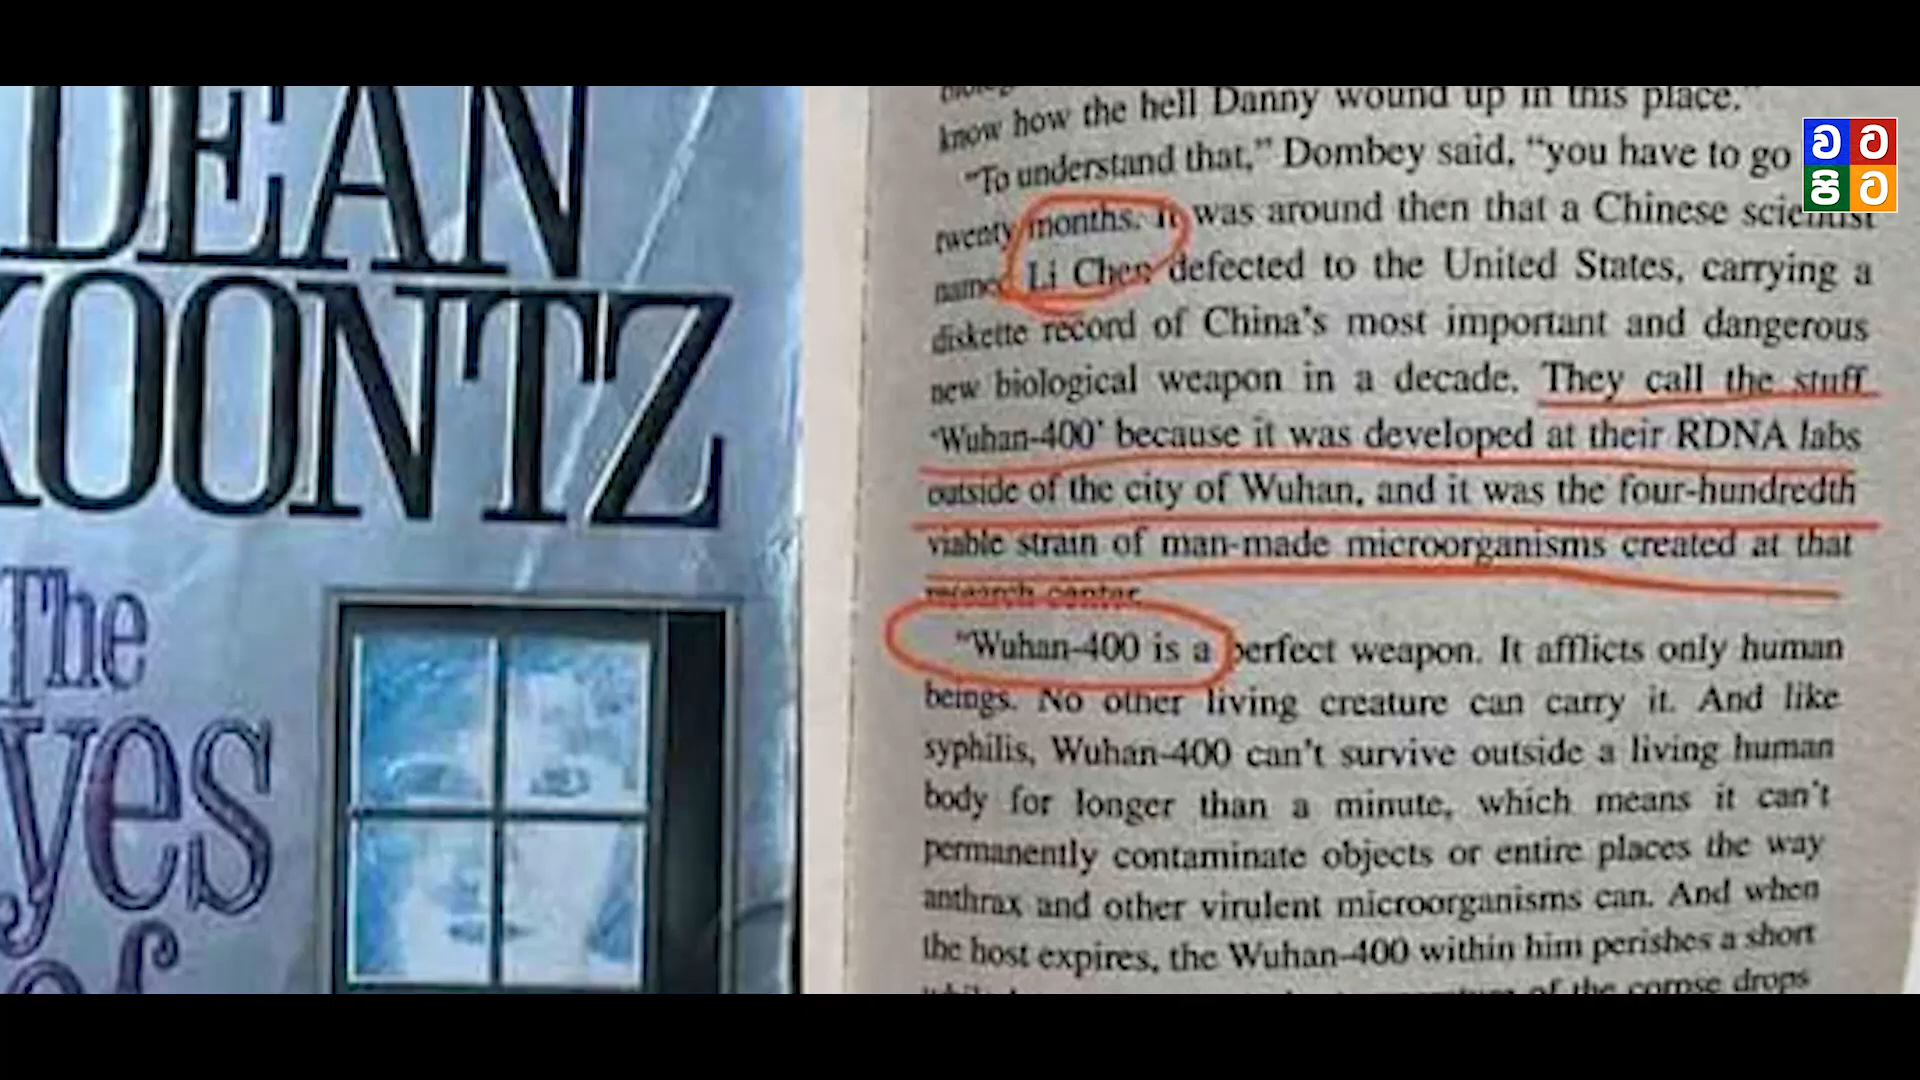 DEAN
KOONTZ
The
yes
of
know how the hell Danny wound up in this place."
"To understand that," Dombey said, "you have to go
twenty months. It was around then that a Chinese scientist
named Li Chen defected to the United States, carrying a
diskette record of China's most important and dangerous
new biological weapon in a decade. They call the stuff
'Wuhan-400' because it was developed at their RDNA labs
outside of the city of Wuhan, and it was the four-hundredth
viable strain of man-made microorganisms created at that
research center.
"Wuhan-400 is a perfect weapon. It afflicts only human
beings. No other living creature can carry it. And like
syphilis, Wuhan-400 can't survive outside a living human
body for longer than a minute, which means it can't
permanently contaminate objects or entire places the way
anthrax and other virulent microorganisms can. And when
the host expires, the Wuhan-400 within him perishes a short
of the corpse drops